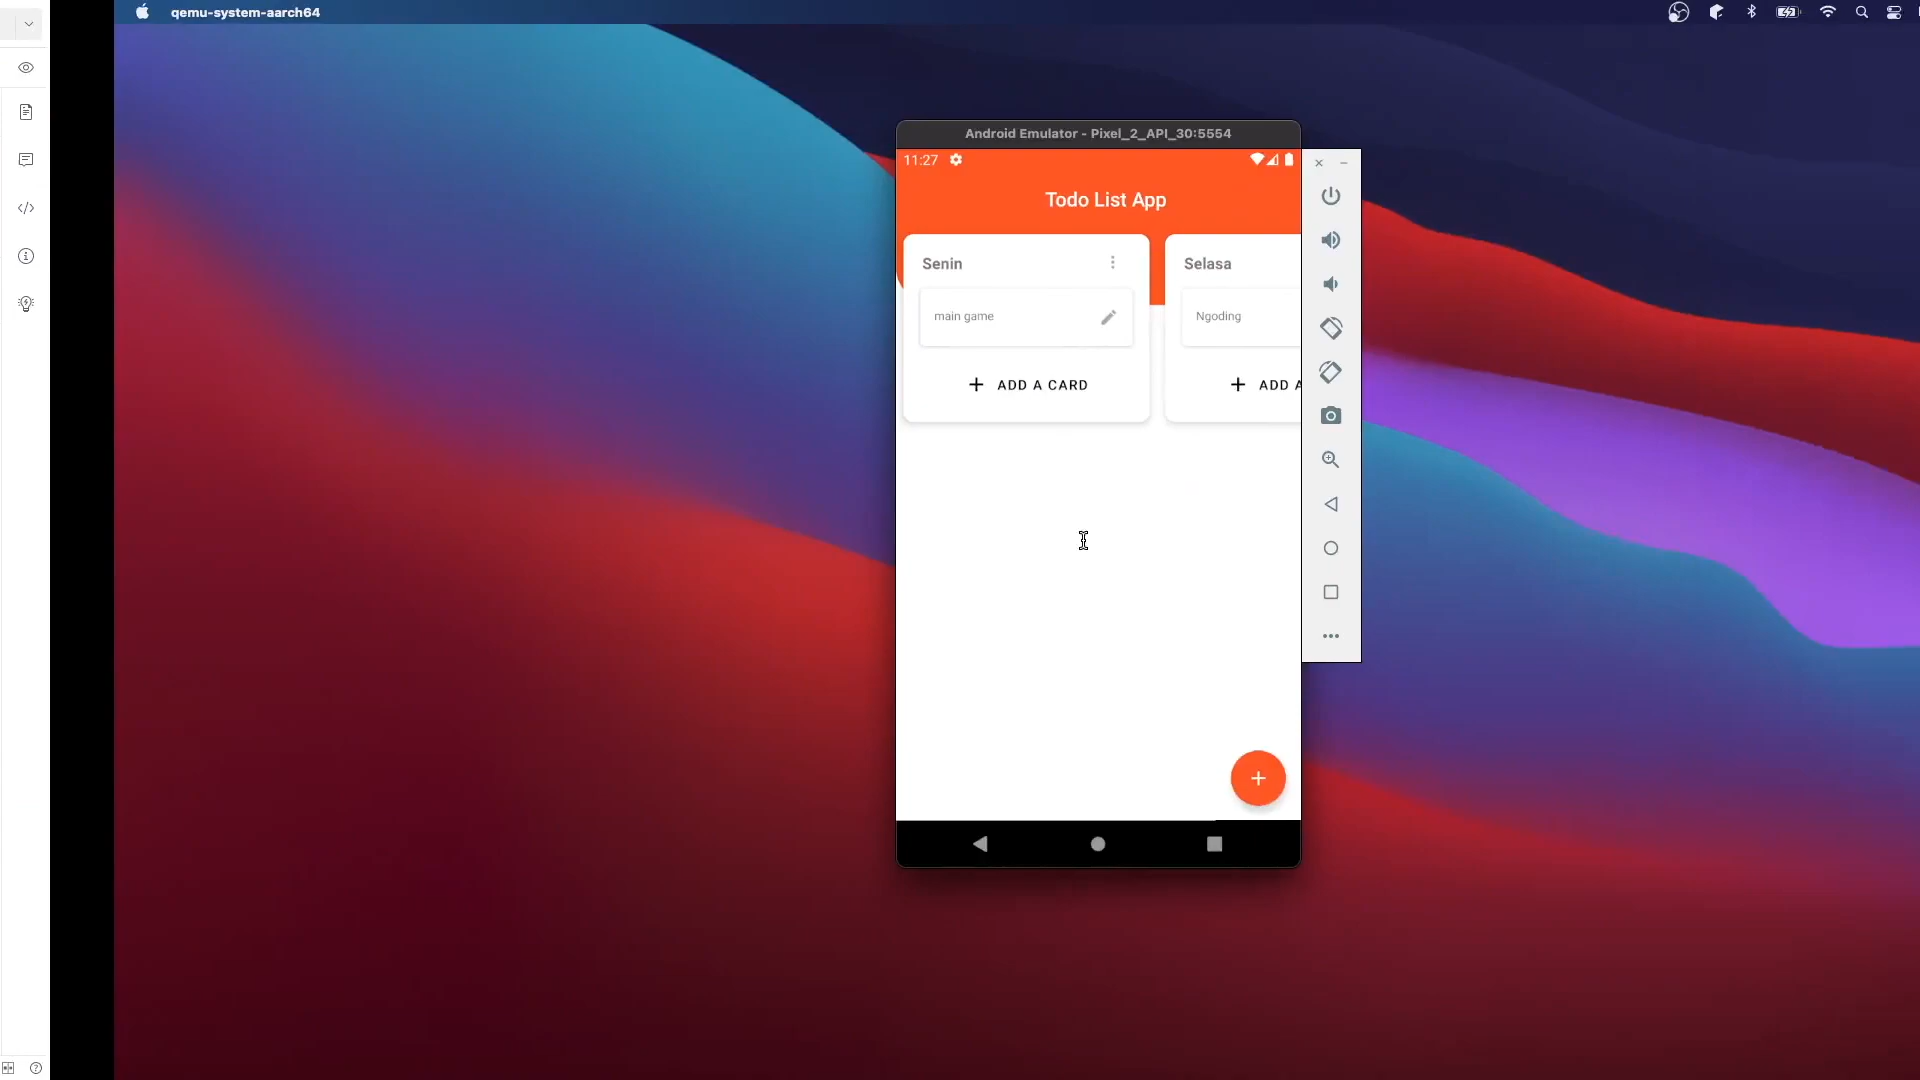 qemu-system-aarch64
Android Emulator - Pixel_2_API_30:5554
11:27
Todo List App
Senin
main game
+ ADD A CARD
Selasa
Ngoding
+ ADD A